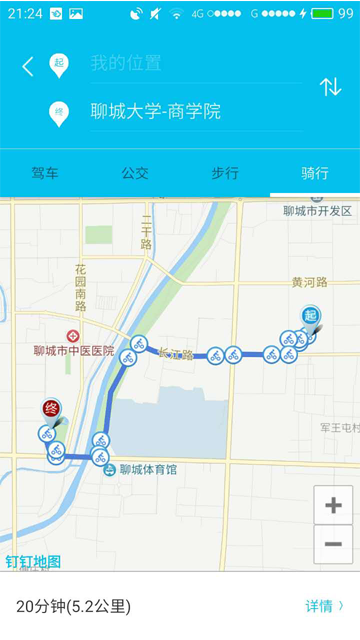 21:24 4G G 99
起 我的位置
终 聊城大学-商学院
驾车 公交 步行 骑行
聊城市开发区
二干路
花园南路
黄河路
起
聊城市中医医院
长江路
终
军王屯村
聊城体育馆
钉钉地图
20分钟(5.2公里) 详情